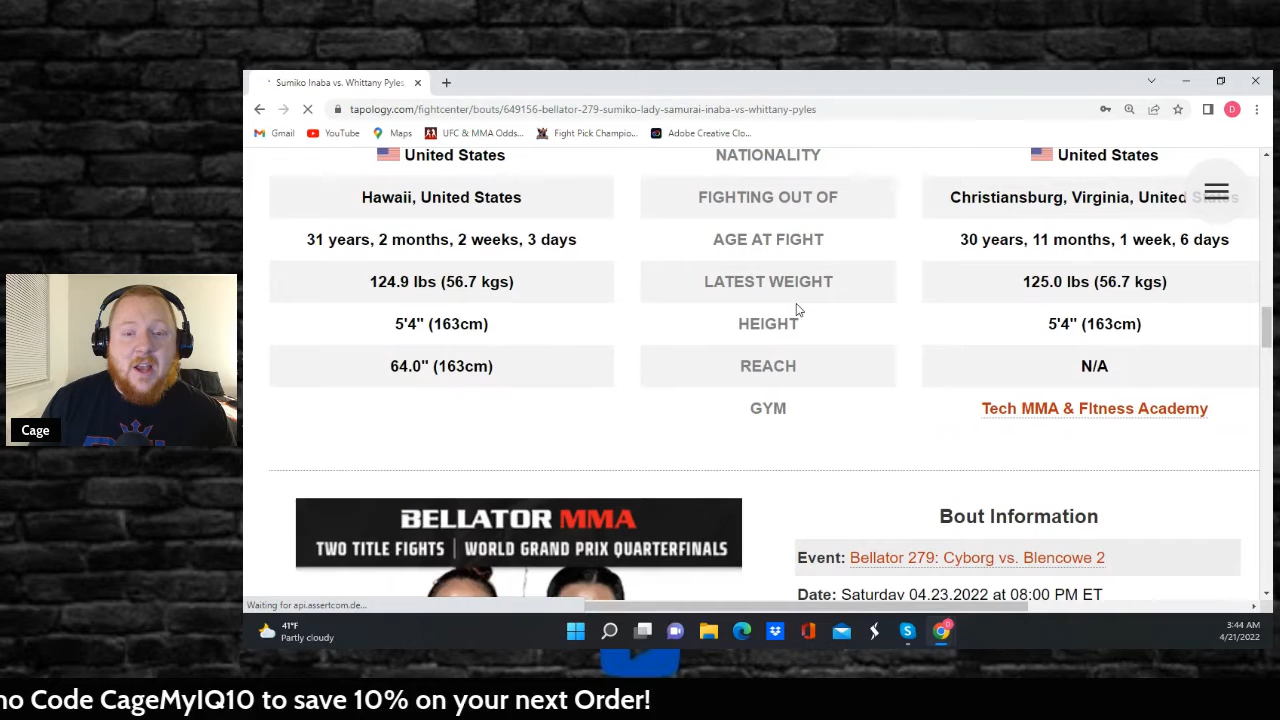 Sumiko Inaba vs. Whittany Pyles
tapology.com/fightcenter/bouts/649156-bellator-279-sumiko-lady-samurai-inaba-vs-whittany-pyles
Gmail YouTube Maps UFC & MMA Odds... Fight Pick Champio... Adobe Creative Clo...
United States NATIONALITY United States
Hawaii, United States FIGHTING OUT OF Christiansburg, Virginia, United States
31 years, 2 months, 2 weeks, 3 days AGE AT FIGHT 30 years, 11 months, 1 week, 6 days
124.9 lbs (56.7 kgs) LATEST WEIGHT 125.0 lbs (56.7 kgs)
5'4" (163cm) HEIGHT 5'4" (163cm)
64.0" (163cm) REACH N/A
GYM Tech MMA & FItness Academy
Cage
BELLATOR MMA
TWO TITLE FIGHTS | WORLD GRAND PRIX QUARTERFINALS
Bout Information
Event: Bellator 279: Cyborg vs. Blencowe 2
Date: Saturday 04.23.2022 at 08:00 PM ET
Waiting for api.assertcom.de...
41°F
Partly cloudy
3:44 AM
4/21/2022
no Code CageMyIQ10 to save 10% on your next Order!